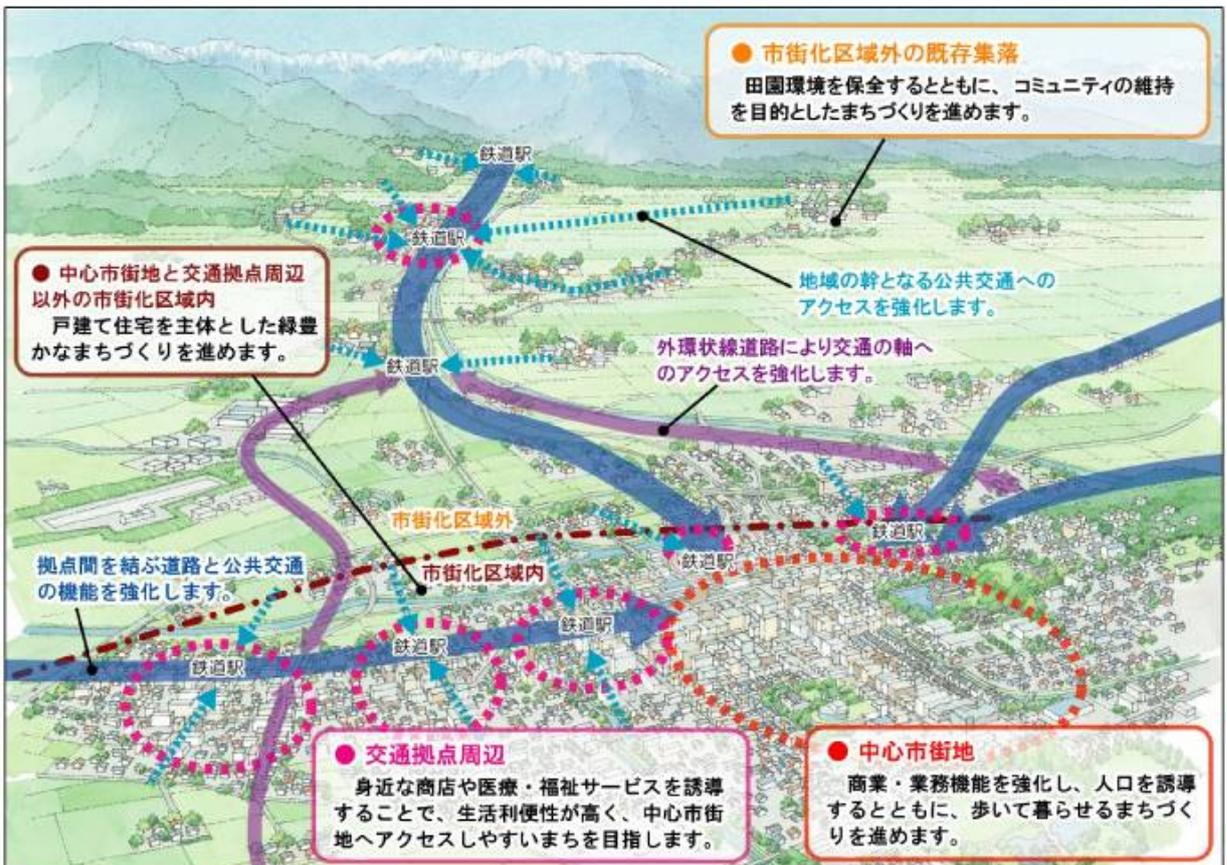 ● 市街化区域外の既存集落
田園環境を保全するとともに、コミュニティの維持
を目的としたまちづくりを進めます。
鉄道駅
鉄道駅
● 中心市街地と交通拠点周辺
以外の市街化区域内
戸建て住宅を主体とした緑豊
かなまちづくりを進めます。
地域の幹となる公共交通への
アクセスを強化します。
外環状線道路により交通の軸へ
のアクセスを強化します。
鉄道駅
市街化区域外
市街化区域内
鉄道駅
鉄道駅
拠点間を結ぶ道路と公共交通
の機能を強化します。
鉄道駅
鉄道駅
鉄道駅
● 交通拠点周辺
身近な商店や医療・福祉サービスを誘導
することで、生活利便性が高く、中心市街
地へアクセスしやすいまちを目指します。
● 中心市街地
商業・業務機能を強化し、人口を誘導
するとともに、歩いて暮らせるまちづく
りを進めます。